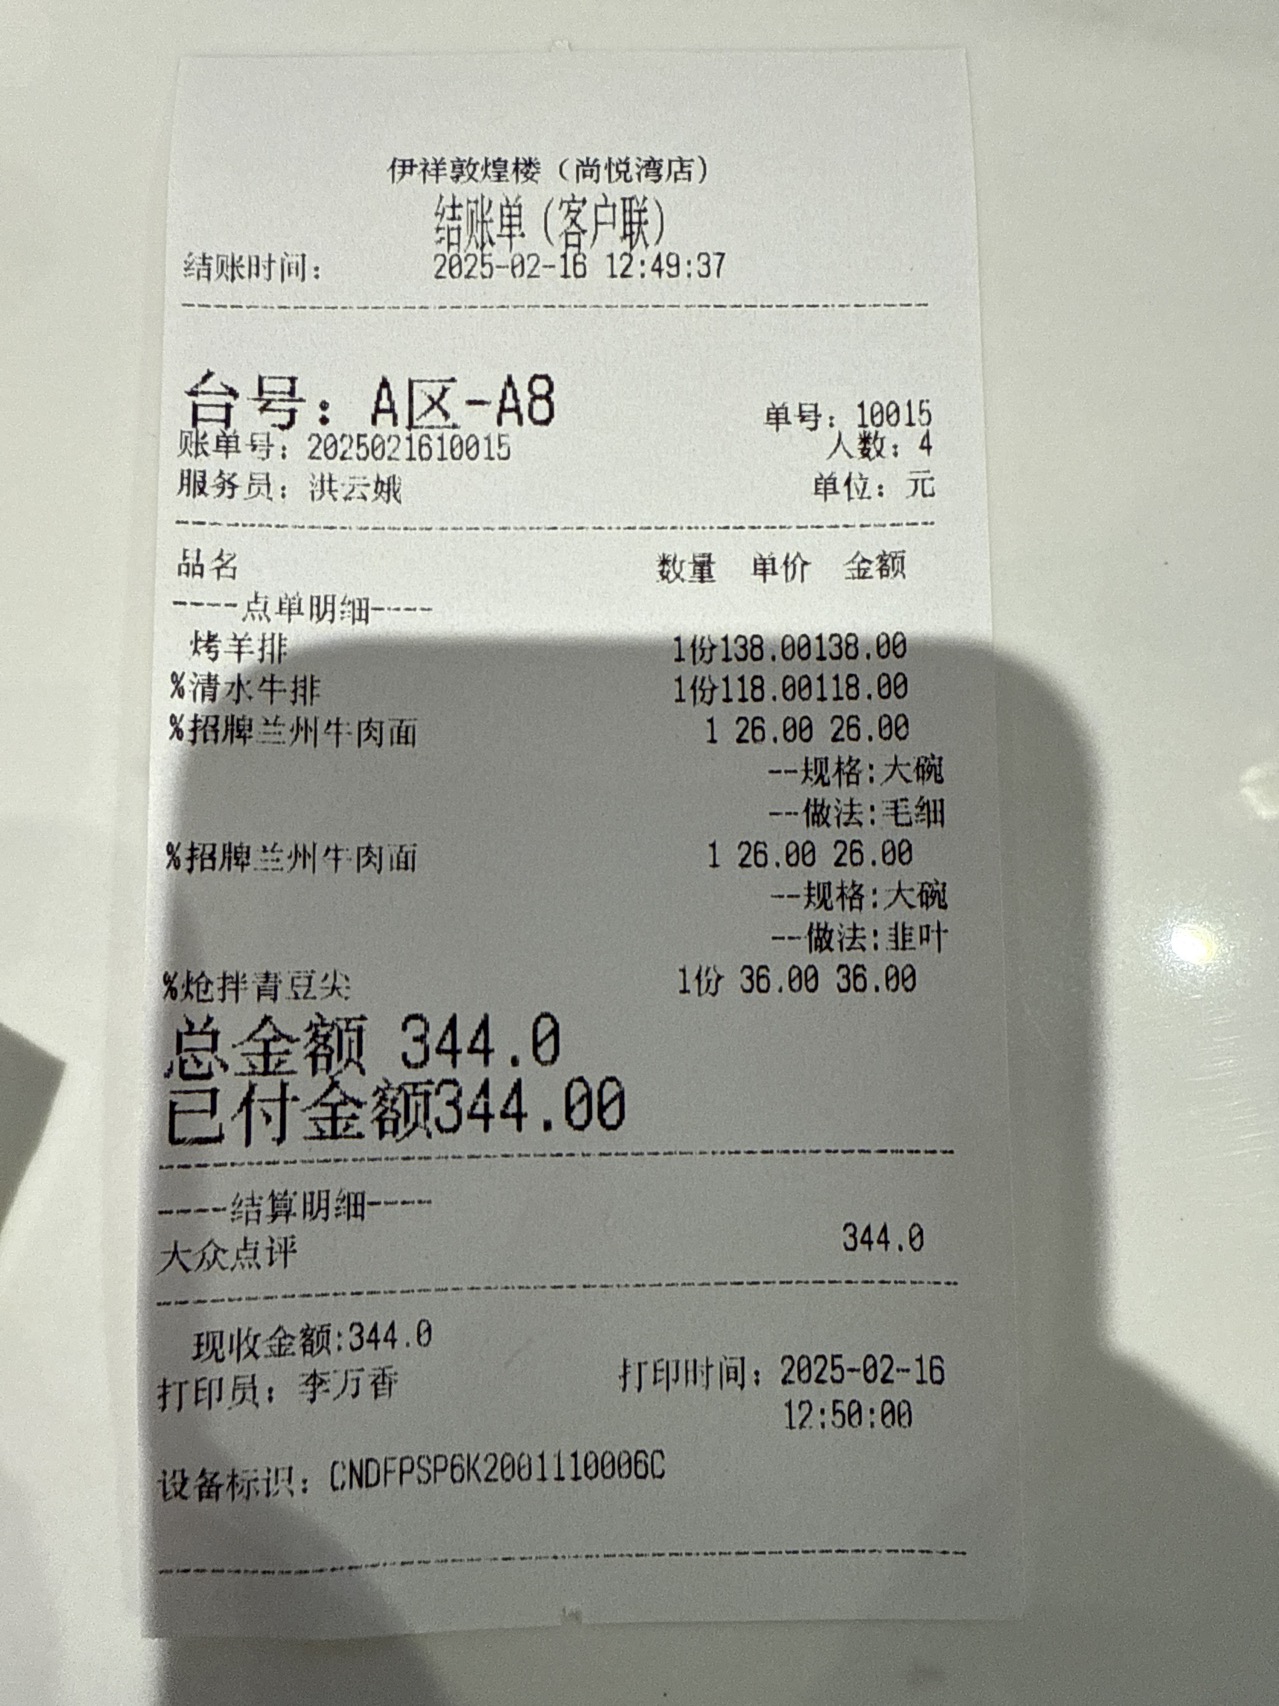 伊祥敦煌楼（尚悦湾店）
结账单（客户联）
结账时间： 2025-02-16 12:49:37
台号：A区-A8 单号：10015
账单号：2025021610015 人数：4
服务员：洪云娥 单位：元
品名 数量 单价 金额
----点单明细----
烤羊排 1份138.00138.00
%清水牛排 1份118.00118.00
%招牌兰州牛肉面 1 26.00 26.00
--规格:大碗
--做法:毛细
%招牌兰州牛肉面 1 26.00 26.00
--规格:大碗
--做法:韭叶
%炝拌青豆尖 1份 36.00 36.00
总金额 344.0
已付金额344.00
----结算明细----
大众点评 344.0
现收金额:344.0
打印员：李万香 打印时间：2025-02-16
12:50:00
设备标识：CNDFPSP6K2001110006C